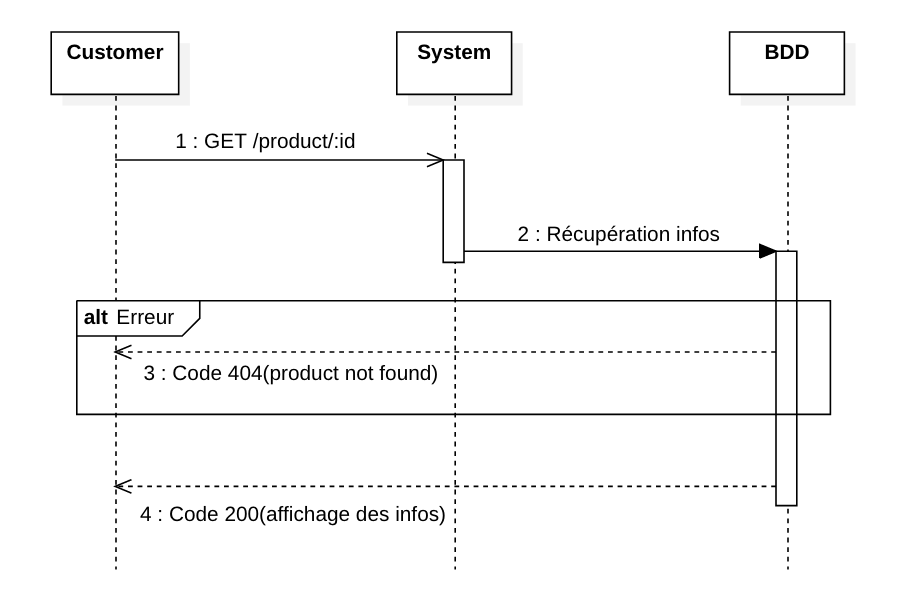 Customer
System
BDD
1 : GET /product/:id
2 : Récupération infos
alt Erreur
3 : Code 404(product not found)
4 : Code 200(affichage des infos)